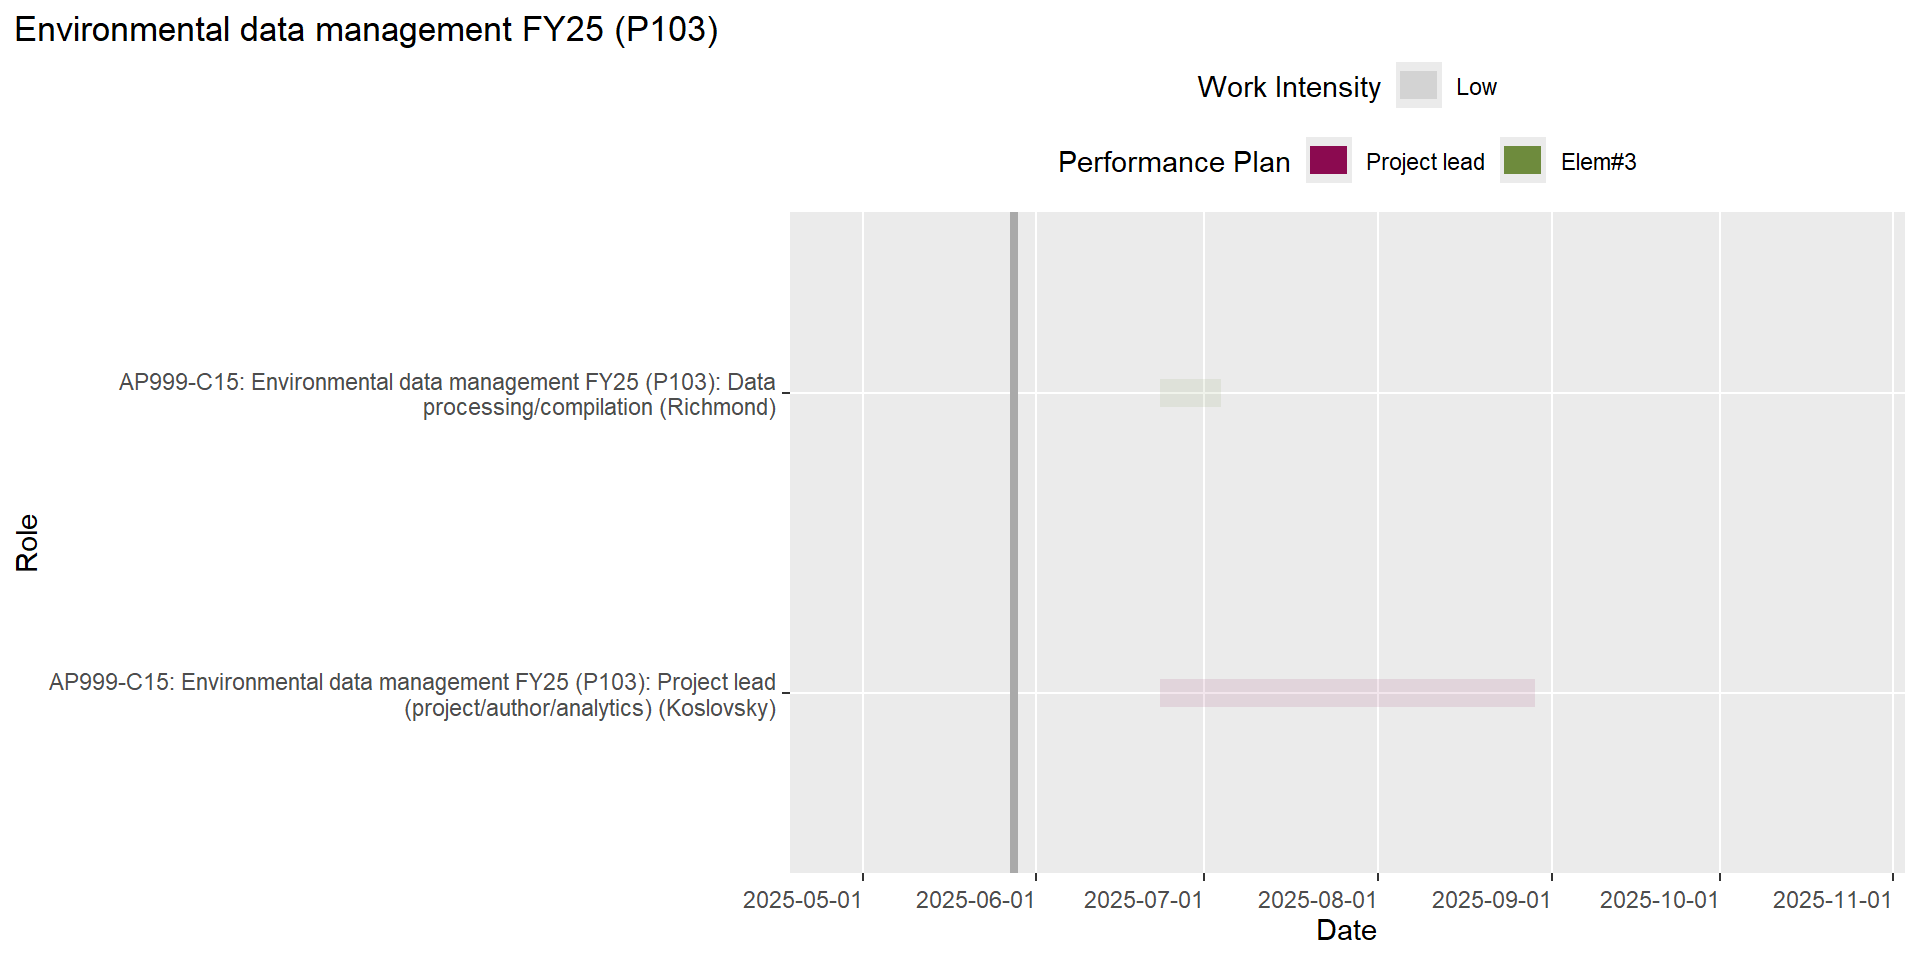 Environmental data management FY25 (P103)
Work Intensity Low
Performance Plan Project lead Elem#3
AP999-C15: Environmental data management FY25 (P103): Data
processing/compilation (Richmond)
Role
AP999-C15: Environmental data management FY25 (P103): Project lead
(project/author/analytics) (Koslovsky)
2025-05-01 2025-06-01 2025-07-01 2025-08-01 2025-09-01 2025-10-01 2025-11-01
Date